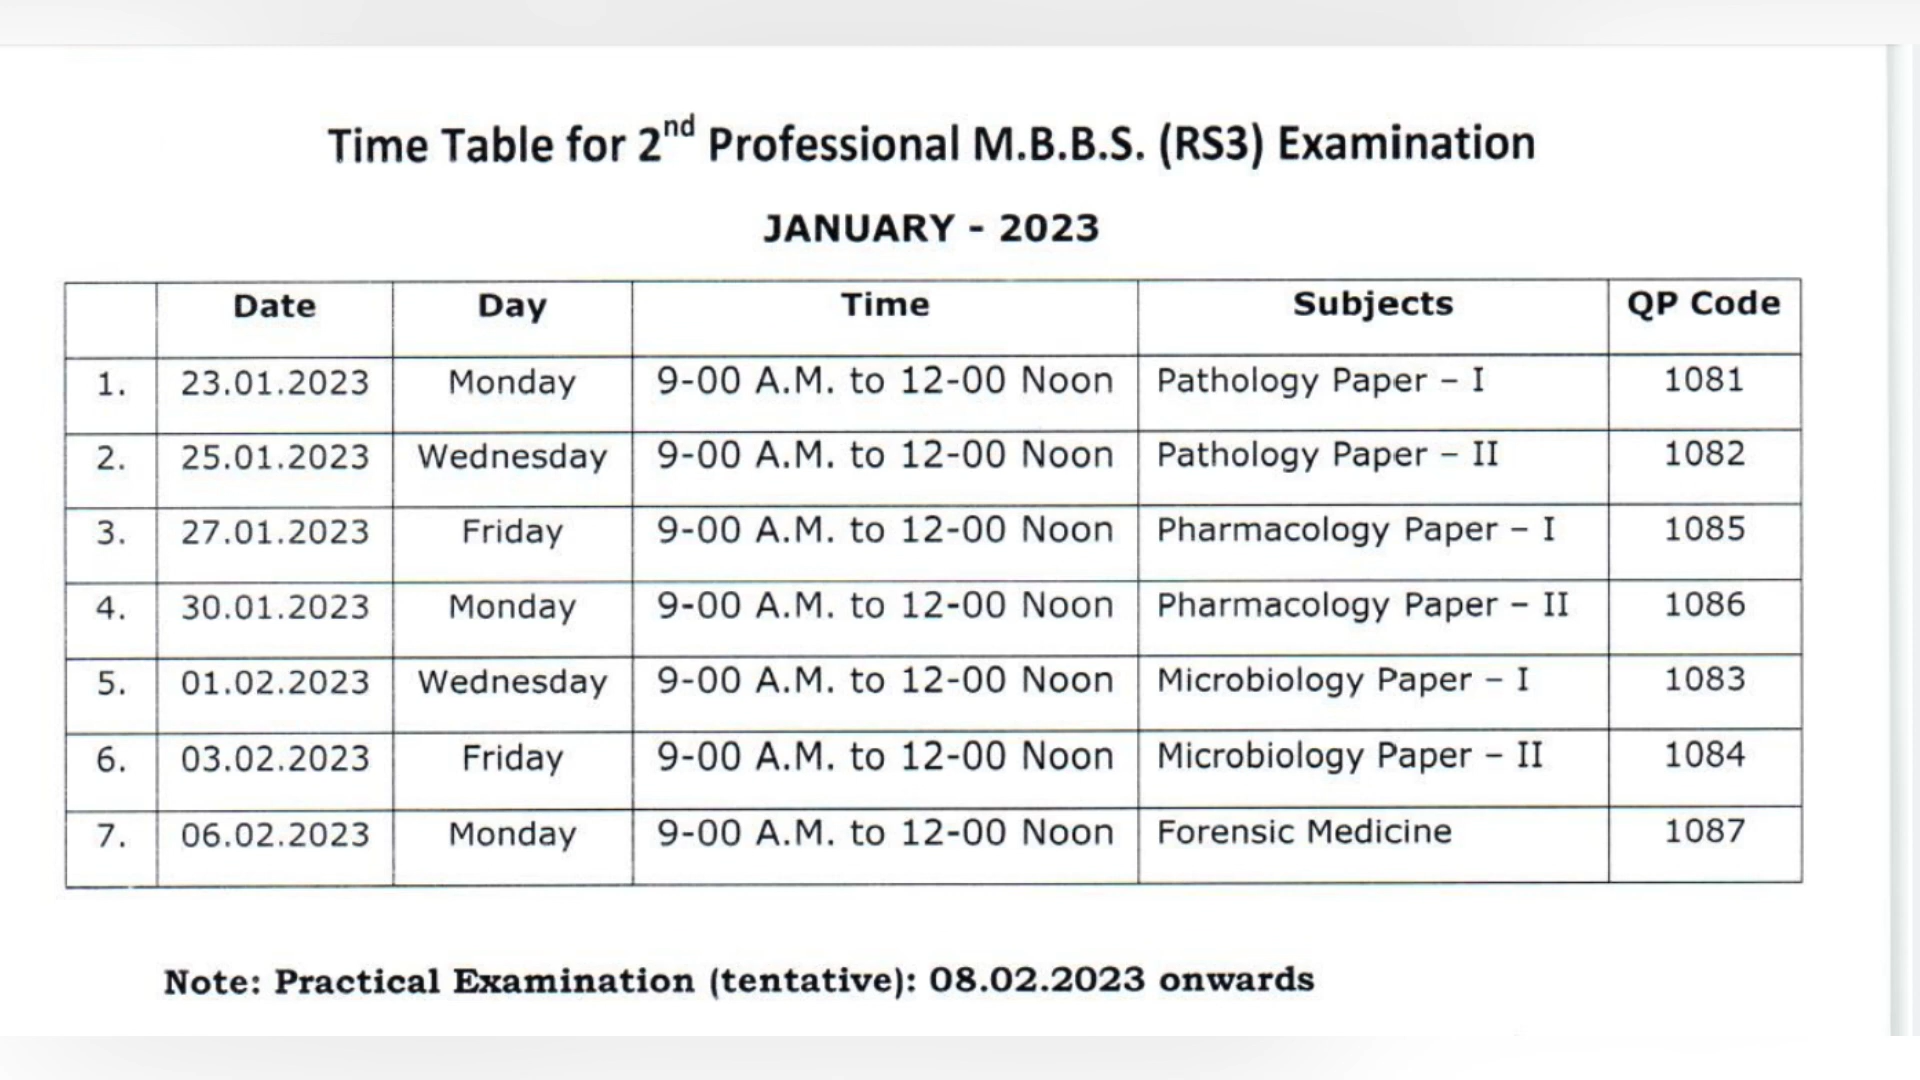 Time Table for 2nd Professional M.B.B.S. (RS3) Examination
JANUARY - 2023
Date Day Time Subjects QP Code
1. 23.01.2023 Monday 9-00 A.M. to 12-00 Noon Pathology Paper – I 1081
2. 25.01.2023 Wednesday 9-00 A.M. to 12-00 Noon Pathology Paper – II 1082
3. 27.01.2023 Friday 9-00 A.M. to 12-00 Noon Pharmacology Paper – I 1085
4. 30.01.2023 Monday 9-00 A.M. to 12-00 Noon Pharmacology Paper – II 1086
5. 01.02.2023 Wednesday 9-00 A.M. to 12-00 Noon Microbiology Paper – I 1083
6. 03.02.2023 Friday 9-00 A.M. to 12-00 Noon Microbiology Paper – II 1084
7. 06.02.2023 Monday 9-00 A.M. to 12-00 Noon Forensic Medicine 1087
Note: Practical Examination (tentative): 08.02.2023 onwards